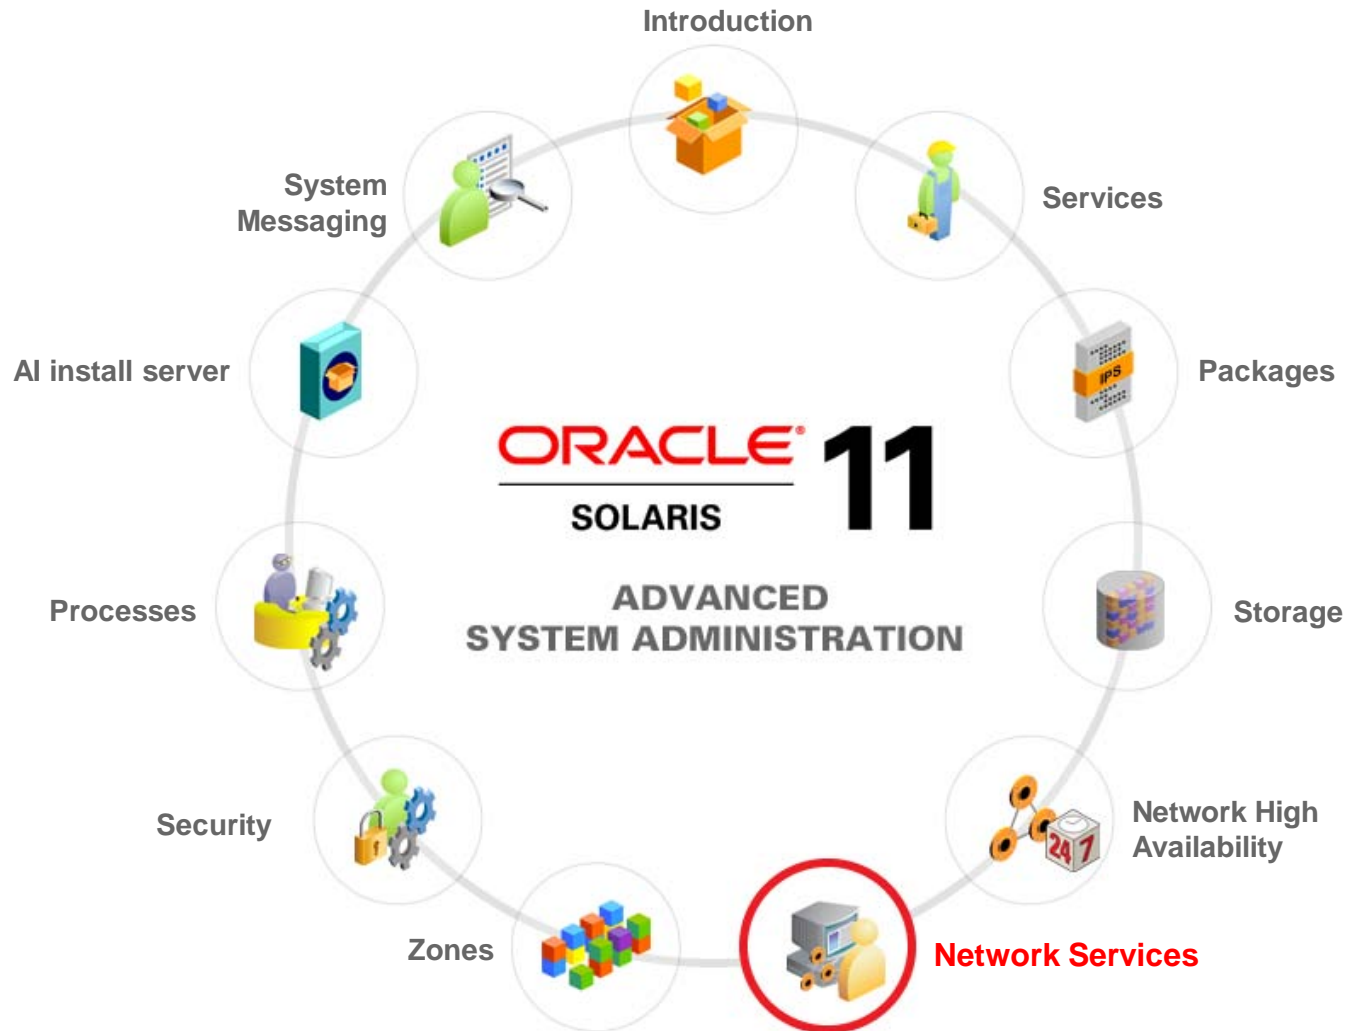 Introduction
System
Messaging
Services
AI install server
IPS
Packages
ORACLE® 11
SOLARIS
ADVANCED
SYSTEM ADMINISTRATION
Processes
Storage
Security
24 7
Network High
Availability
Zones
Network Services